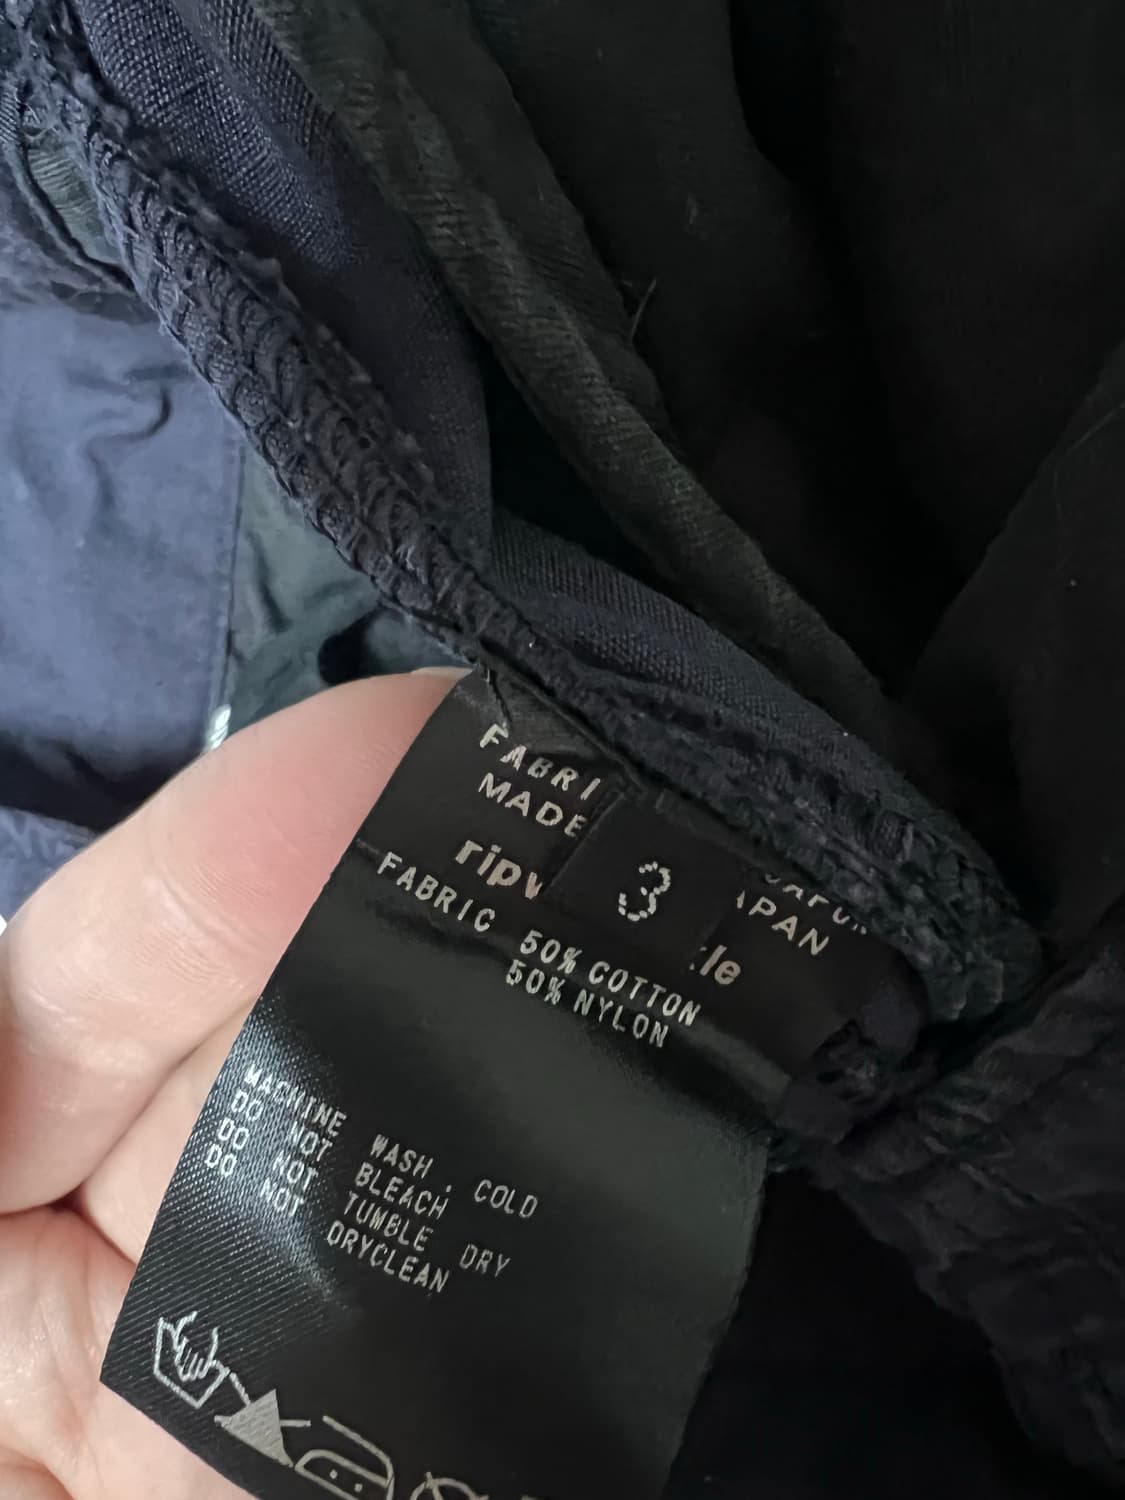 FABRI
MADE
3
APAN
FABRIC 50% COTTON
50% NYLON
MACHINE WASH . COLD
DO NOT BLEACH
DO NOT TUMBLE DRY
DO NOT DRYCLEAN